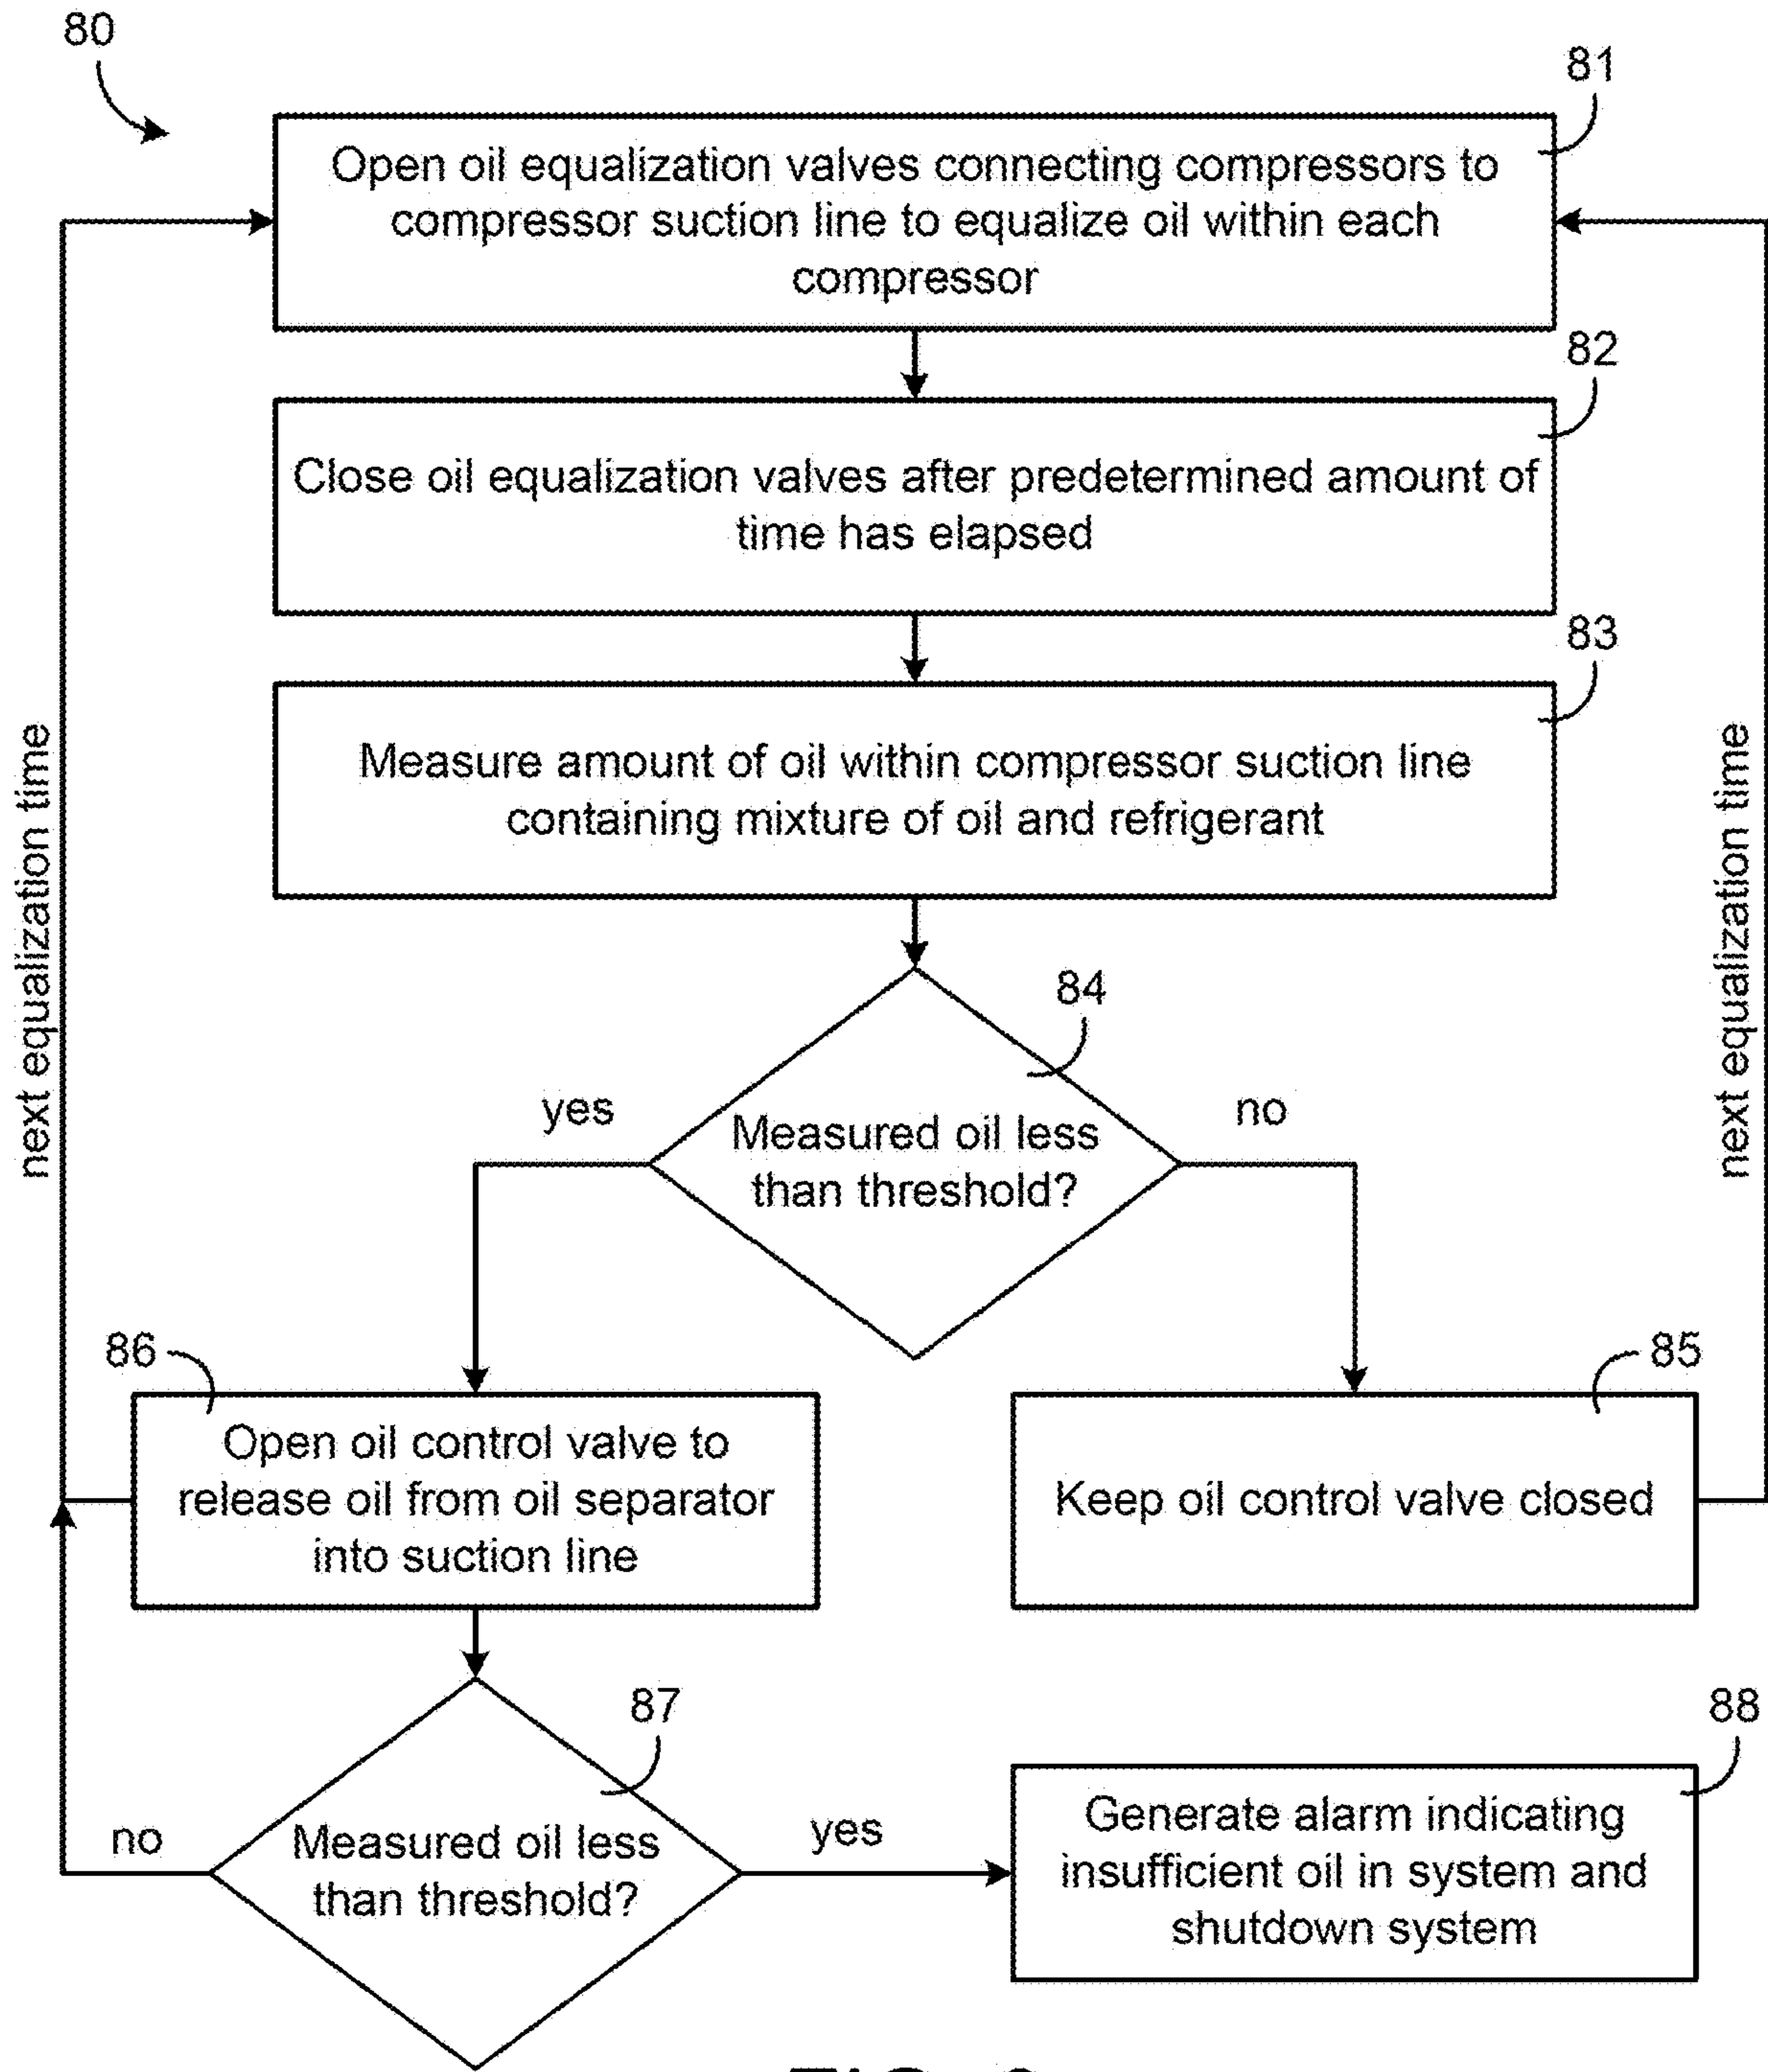 80
81
Open oil equalization valves connecting compressors to
compressor suction line to equalize oil within each
compressor
82
Close oil equalization valves after predetermined amount of
time has elapsed
83
Measure amount of oil within compressor suction line
containing mixture of oil and refrigerant
next equalization time
next equalization time
84
yes
no
Measured oil less
than threshold?
86
85
Open oil control valve to
release oil from oil separator
into suction line
Keep oil control valve closed
87
88
no
Measured oil less
than threshold?
yes
Generate alarm indicating
insufficient oil in system and
shutdown system